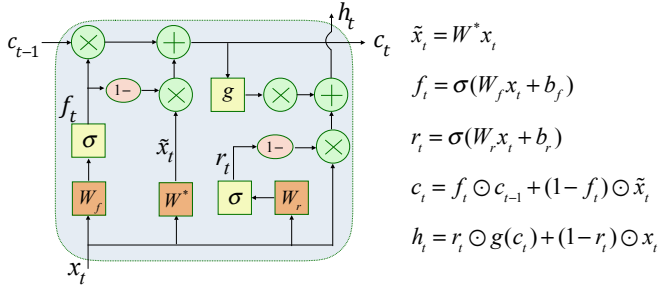 h_t
c_{t-1} × + c_t
1- × g × +
f_t
σ x̃_t r_t 1- ×
W_f W^* σ W_r
x_t
x̃_t = W^* x_t
f_t = σ(W_f x_t + b_f)
r_t = σ(W_r x_t + b_r)
c_t = f_t ⊙ c_{t-1} + (1- f_t) ⊙ x̃_t
h_t = r_t ⊙ g(c_t) + (1- r_t) ⊙ x_t